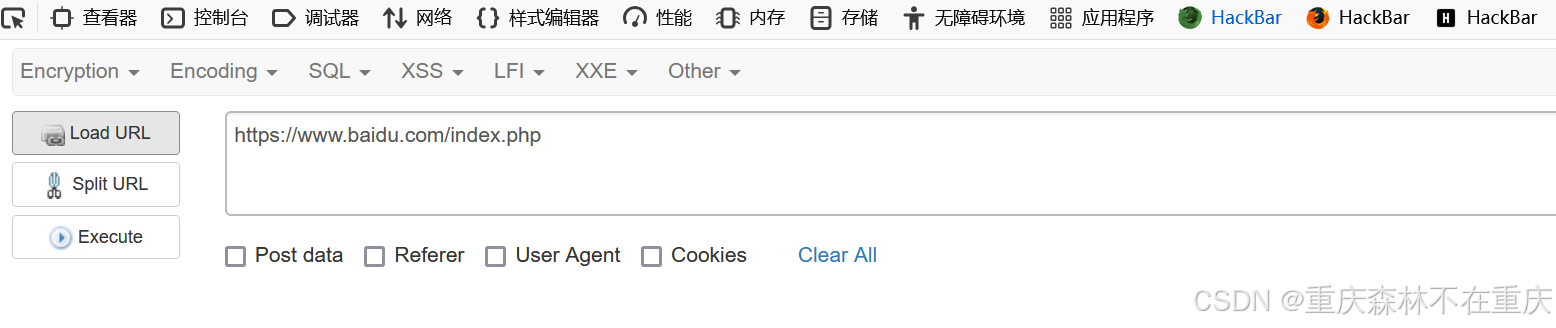 查看器 控制台 调试器 网络 样式编辑器 性能 内存 存储 无障碍环境 应用程序 HackBar HackBar H HackBar
Encryption Encoding SQL XSS LFI XXE Other
Load URL https://www.baidu.com/index.php
Split URL
Execute
Post data Referer User Agent Cookies Clear All
CSDN @重庆森林不在重庆